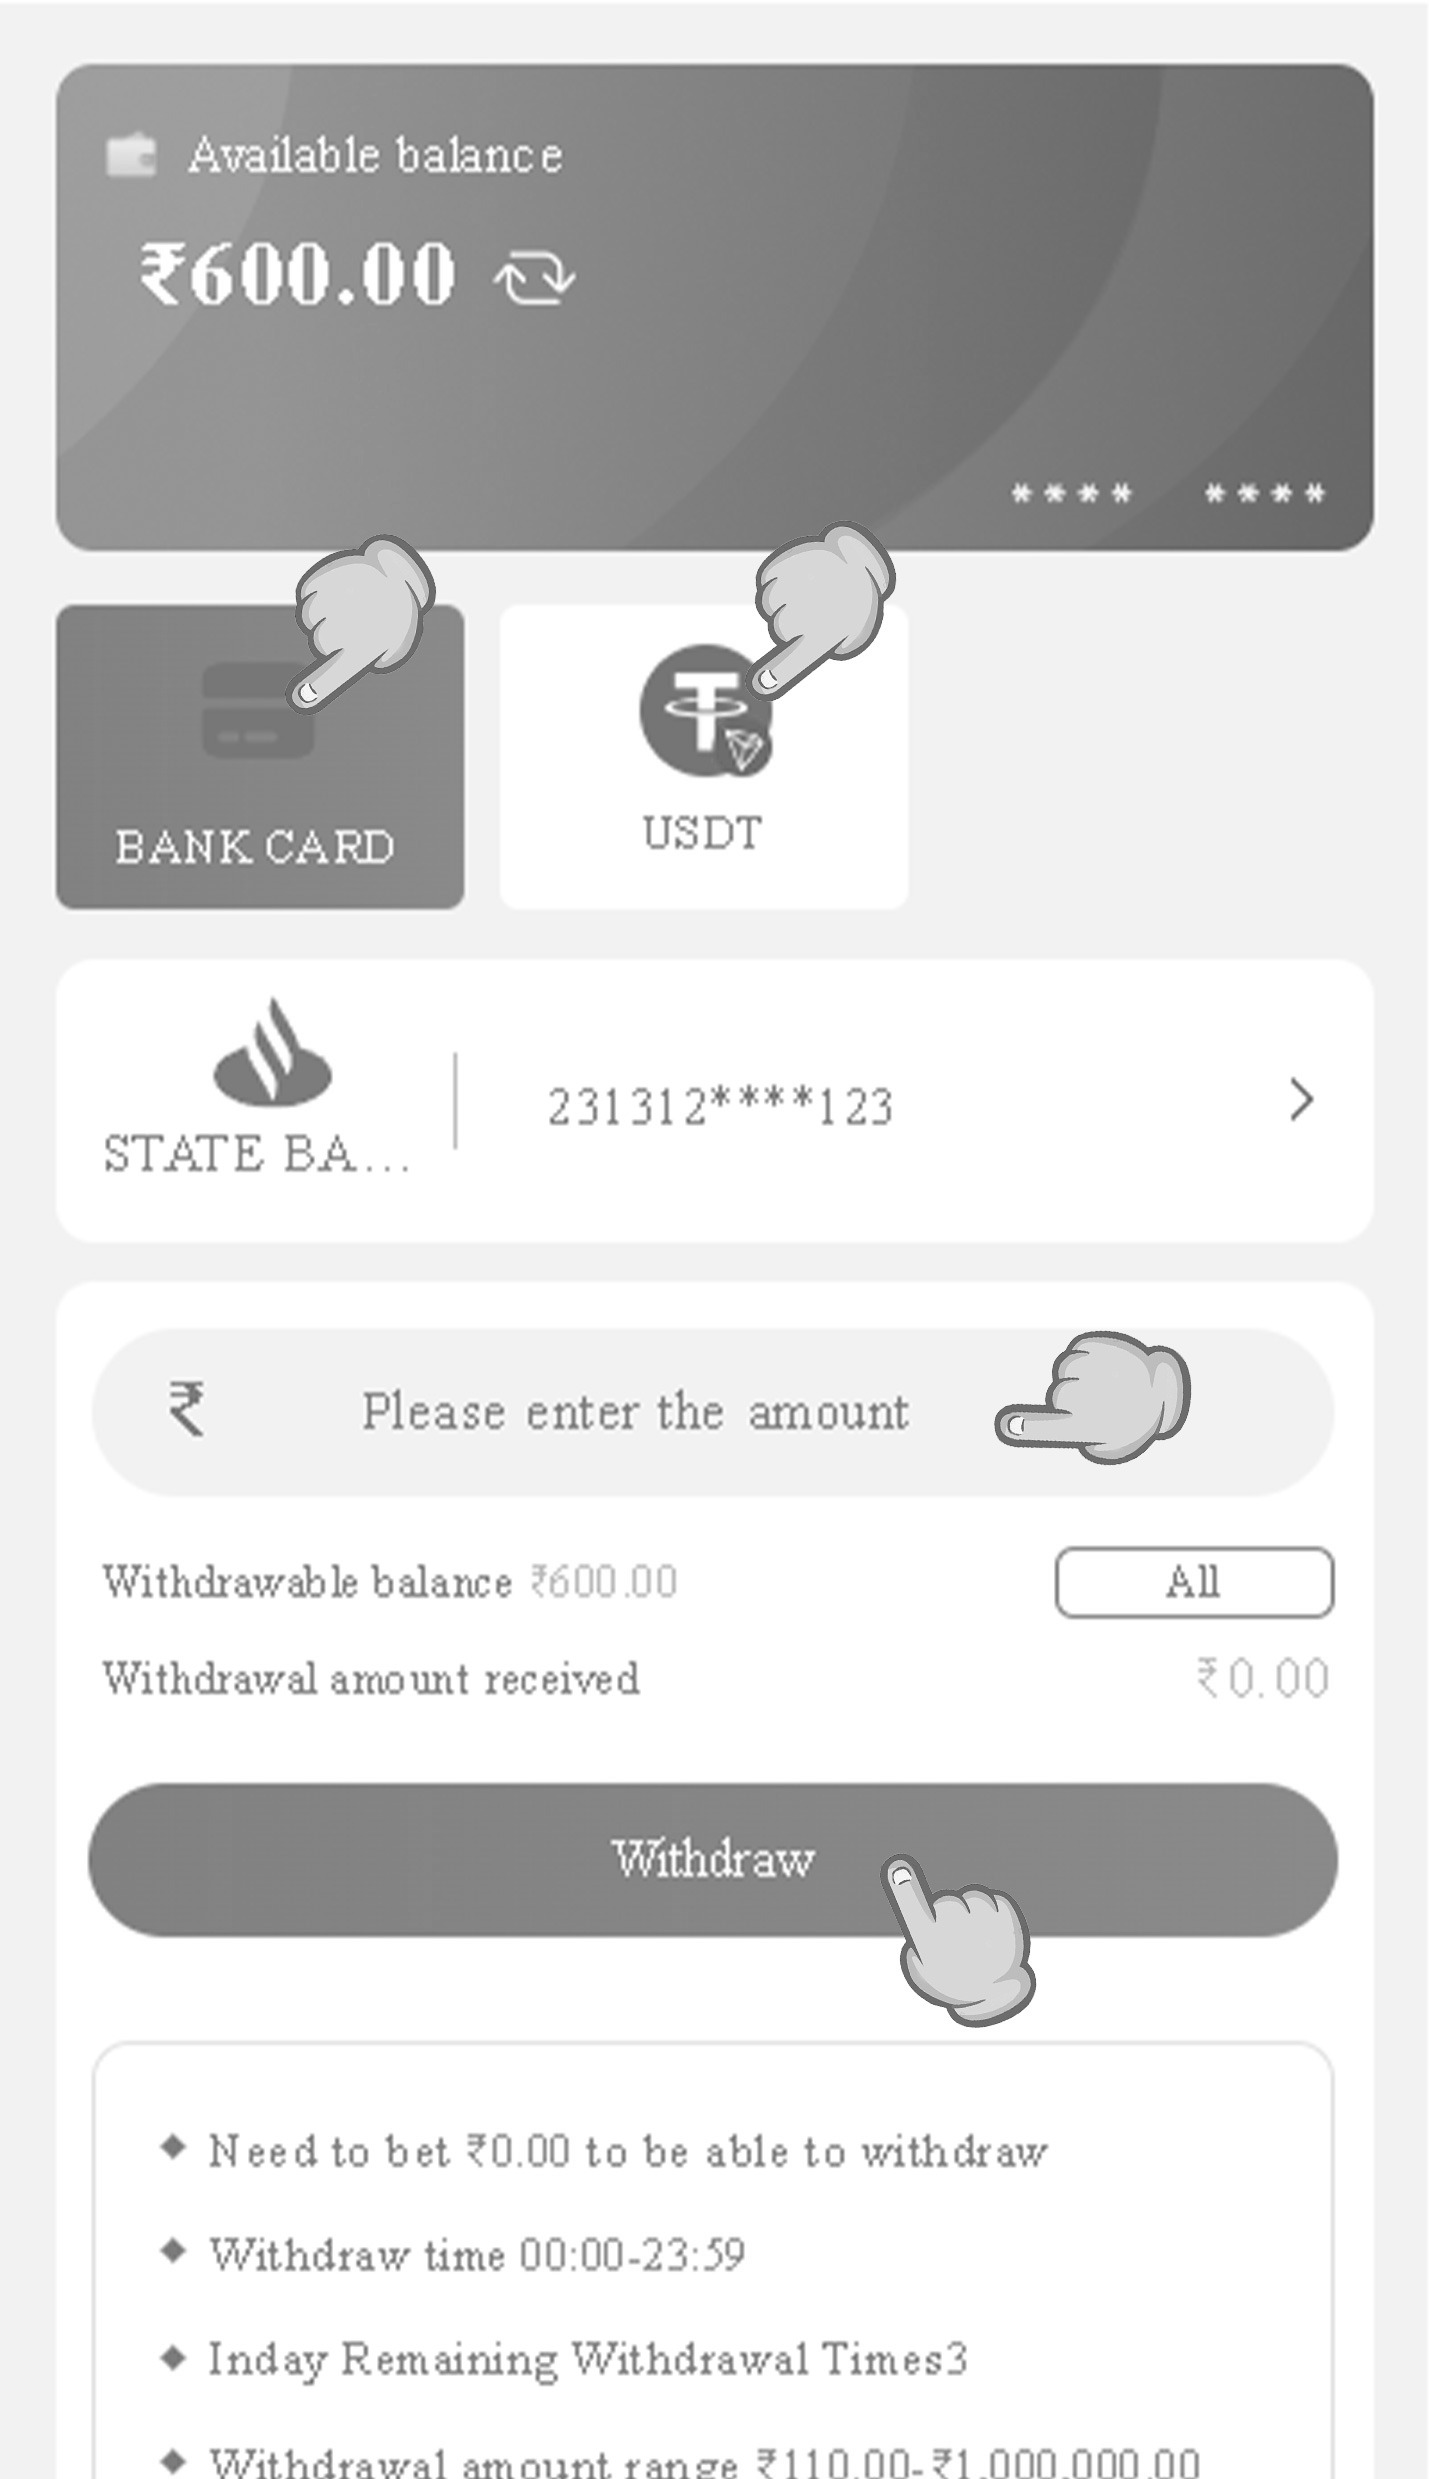 Available balance
₹600.00
**** ****
BANK CARD
USDT
STATE BA...
231312****123
₹ Please enter the amount
Withdrawable balance ₹600.00
All
Withdrawal amount received
₹0.00
Withdraw
◆ Need to bet ₹0.00 to be able to withdraw
◆ Withdraw time 00:00-23:59
◆ Inday Remaining Withdrawal Times3
◆ Withdrawal amount range ₹110.00-₹1,000,000.00